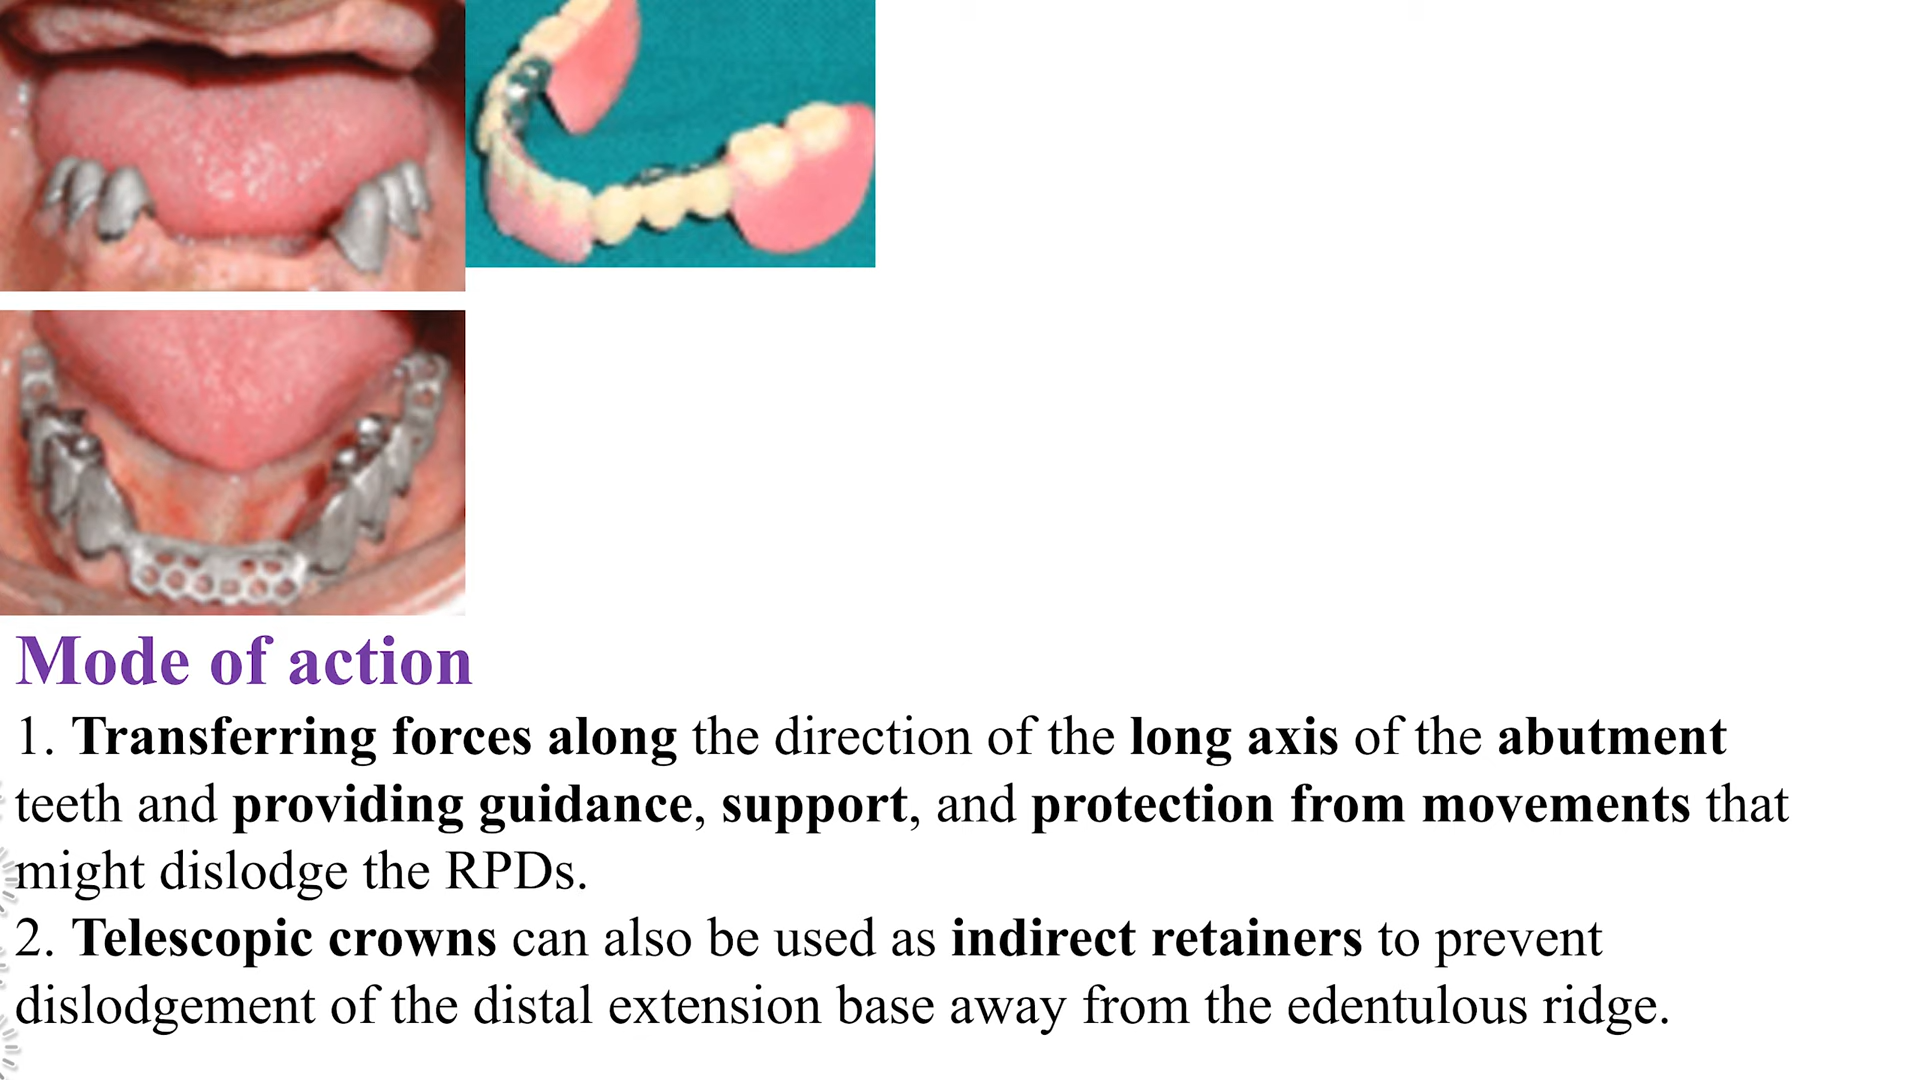 Mode of action
1. Transferring forces along the direction of the long axis of the abutment
teeth and providing guidance, support, and protection from movements that
might dislodge the RPDs.
2. Telescopic crowns can also be used as indirect retainers to prevent
dislodgement of the distal extension base away from the edentulous ridge.